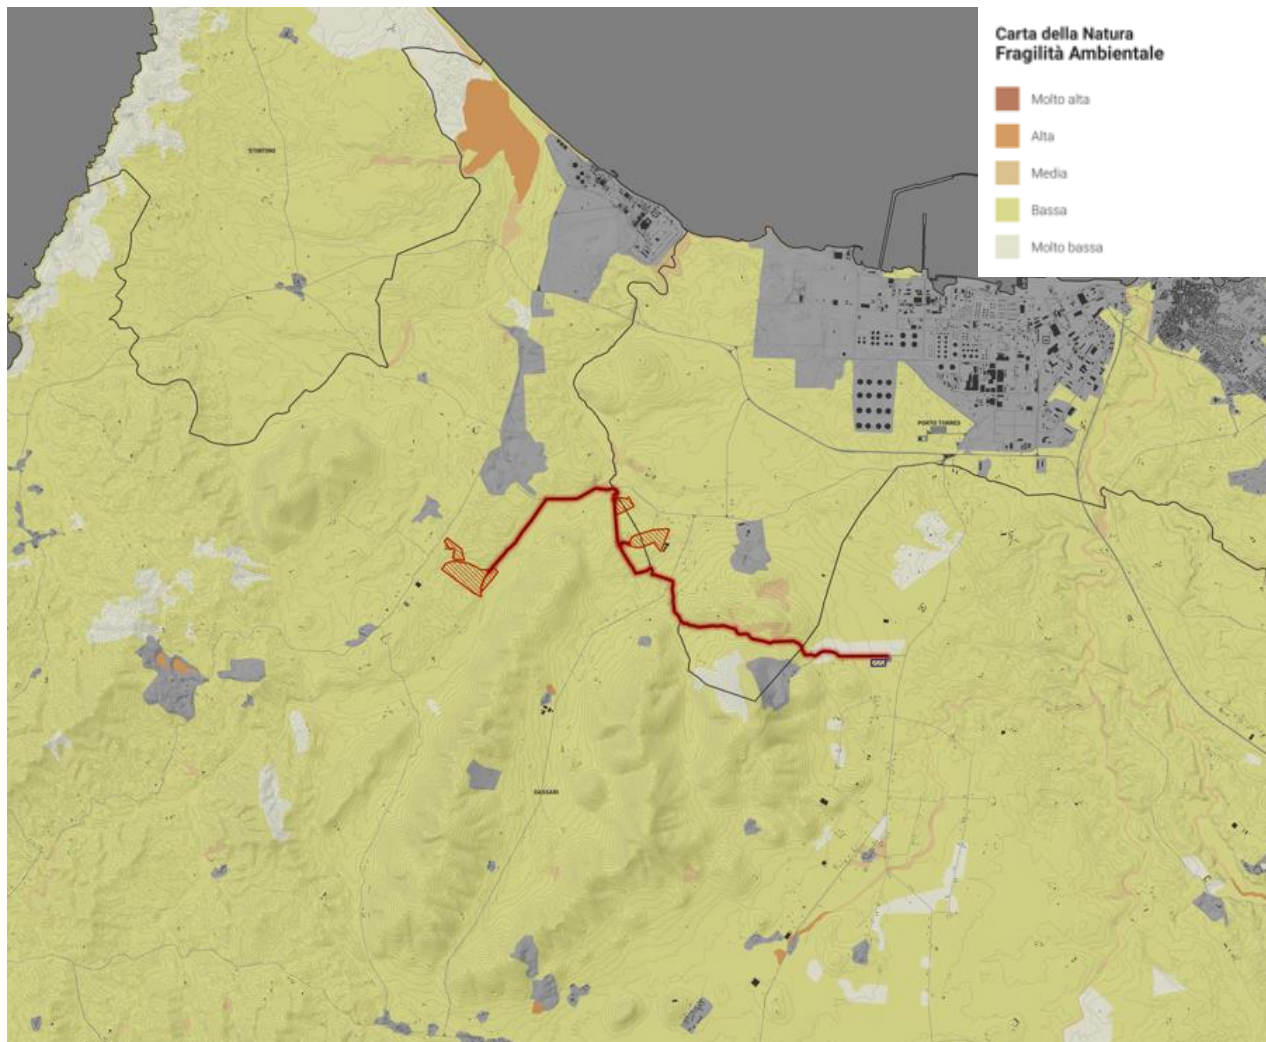 Carta della Natura
Fragilità Ambientale
Molto alta
Alta
Media
Bassa
Molto bassa
STINTINO
PORTO TORRES
SASSARI